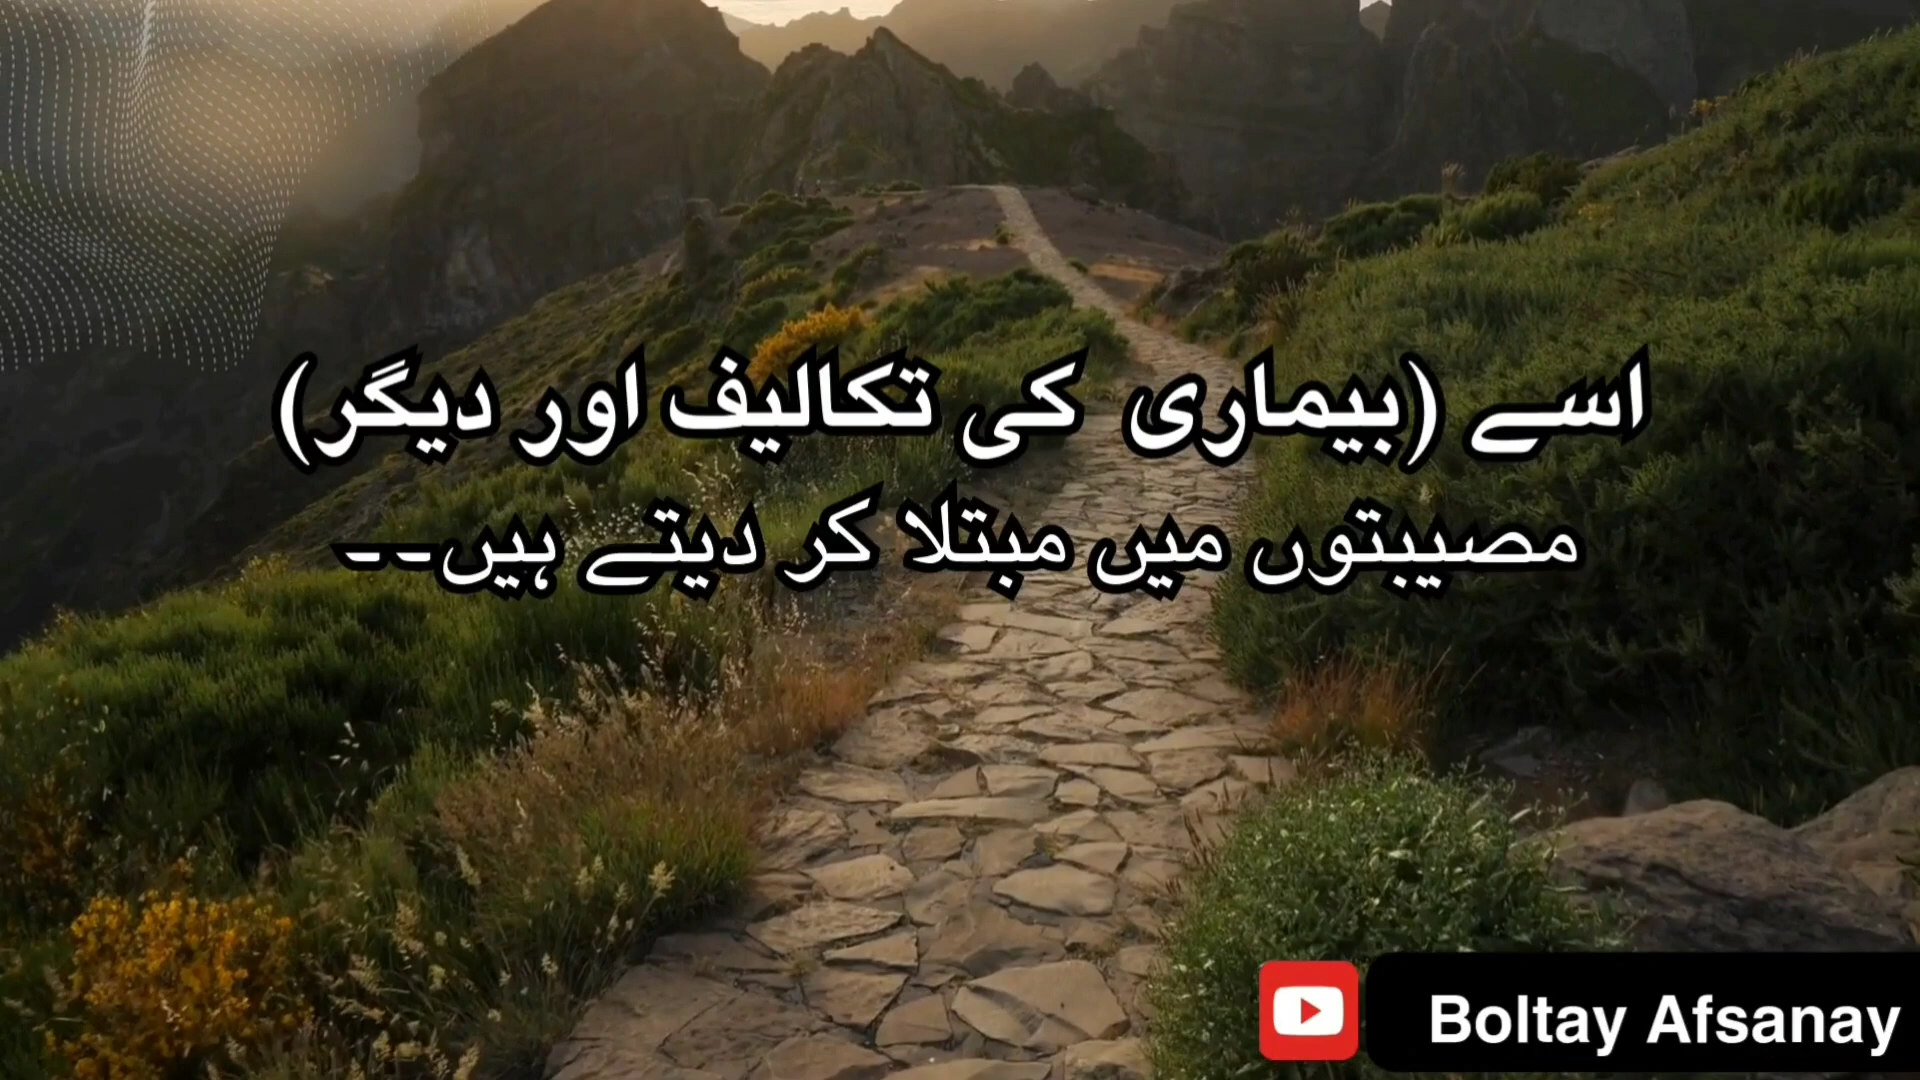 اسے (بیماری کی تکالیف اور دیگر)
مصیبتوں میں مبتلا کر دیتے ہیں۔۔
Boltay Afsanay